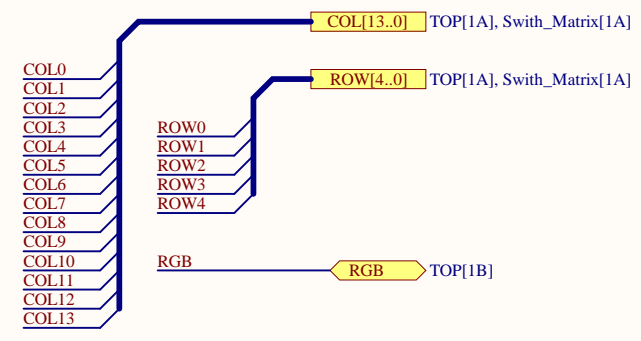 COL[13..0] TOP[1A], Swith_Matrix[1A]
COL0
COL1
COL2
COL3
COL4
COL5
COL6
COL7
COL8
COL9
COL10
COL11
COL12
COL13
ROW[4..0] TOP[1A], Swith_Matrix[1A]
ROW0
ROW1
ROW2
ROW3
ROW4
RGB RGB TOP[1B]